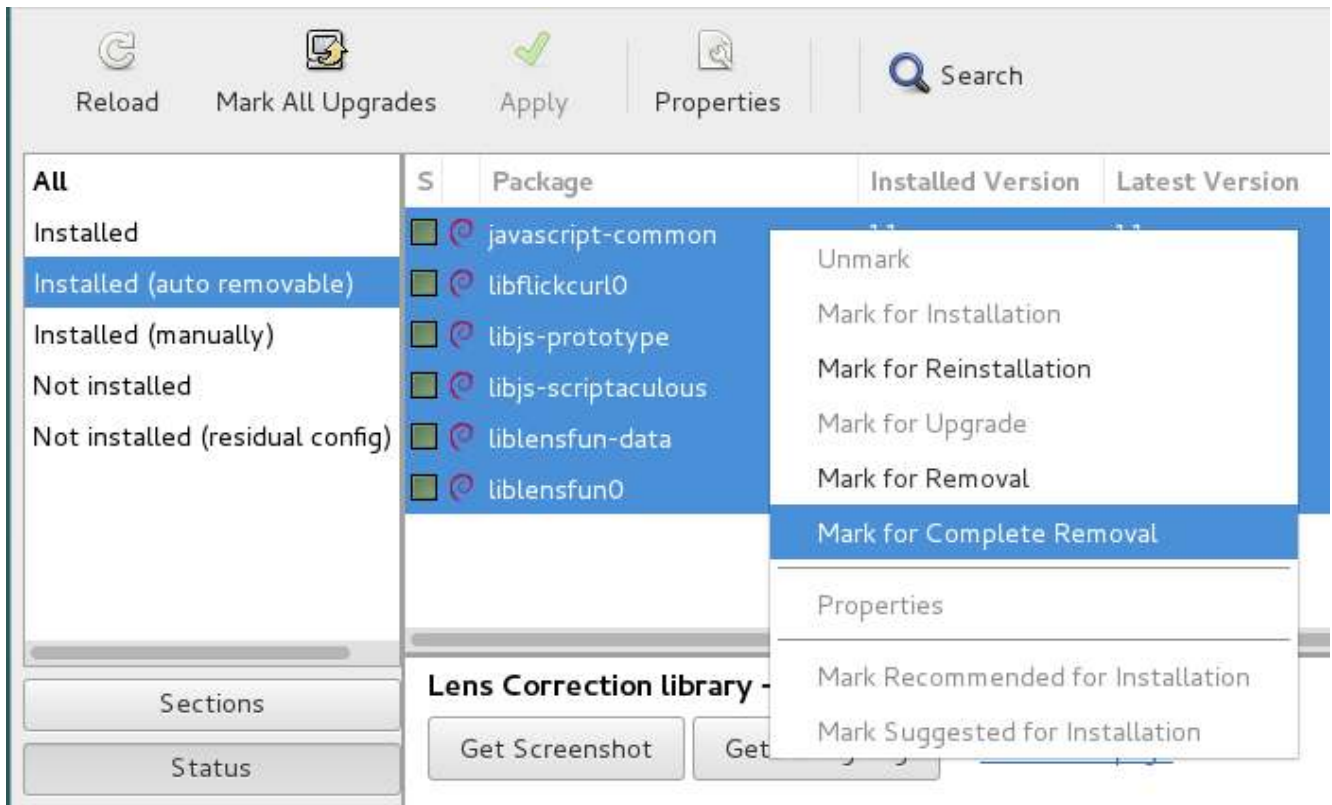 Reload Mark All Upgrades Apply Properties Search
All
Installed
Installed (auto removable)
Installed (manually)
Not installed
Not installed (residual config)
Sections
Status
S Package Installed Version Latest Version
javascript-common
libflickcurl0
libjs-prototype
libjs-scriptaculous
liblensfun-data
liblensfun0
Unmark
Mark for Installation
Mark for Reinstallation
Mark for Upgrade
Mark for Removal
Mark for Complete Removal
Properties
Mark Recommended for Installation
Mark Suggested for Installation
Lens Correction library -
Get Screenshot Get